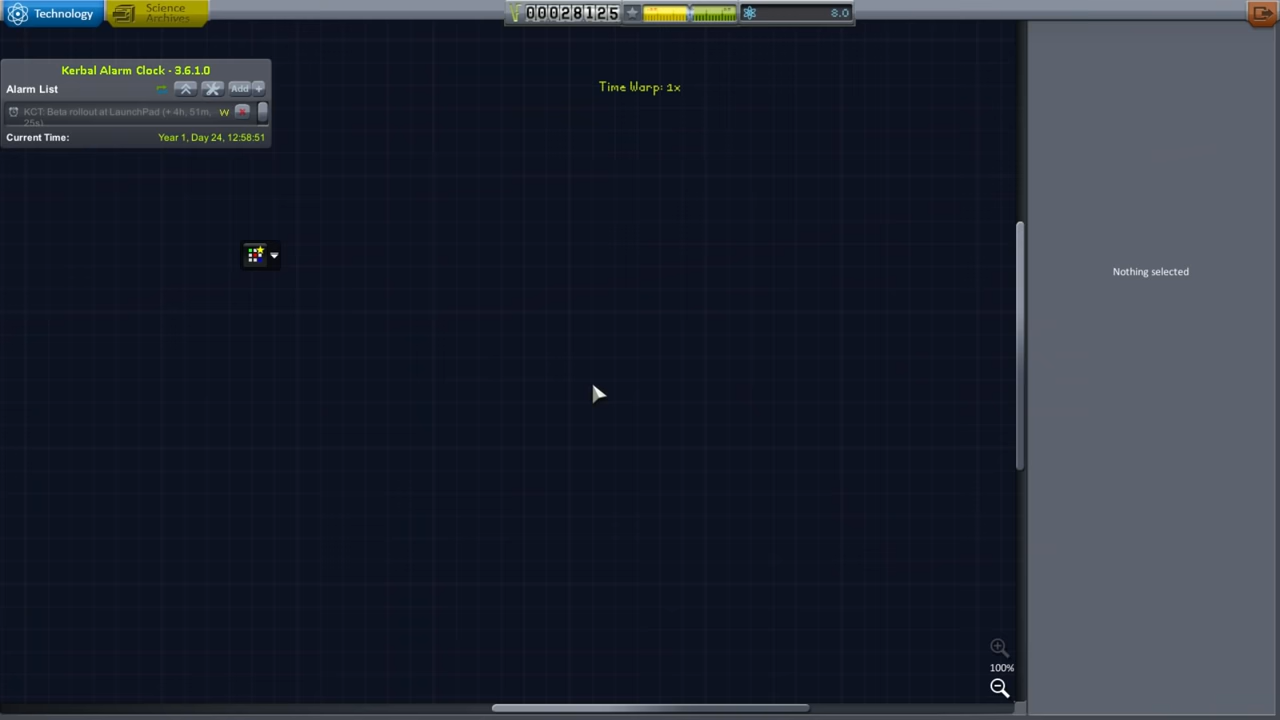 Technology
Science
Archives
00028125
8.0
Kerbal Alarm Clock - 3.6.1.0
Alarm List
Add +
KCT: Beta rollout at LaunchPad (+ 4h, 51m,
25s)
W
Current Time:
Year 1, Day 24, 12:58:51
Time Warp: 1x
Nothing selected
100%